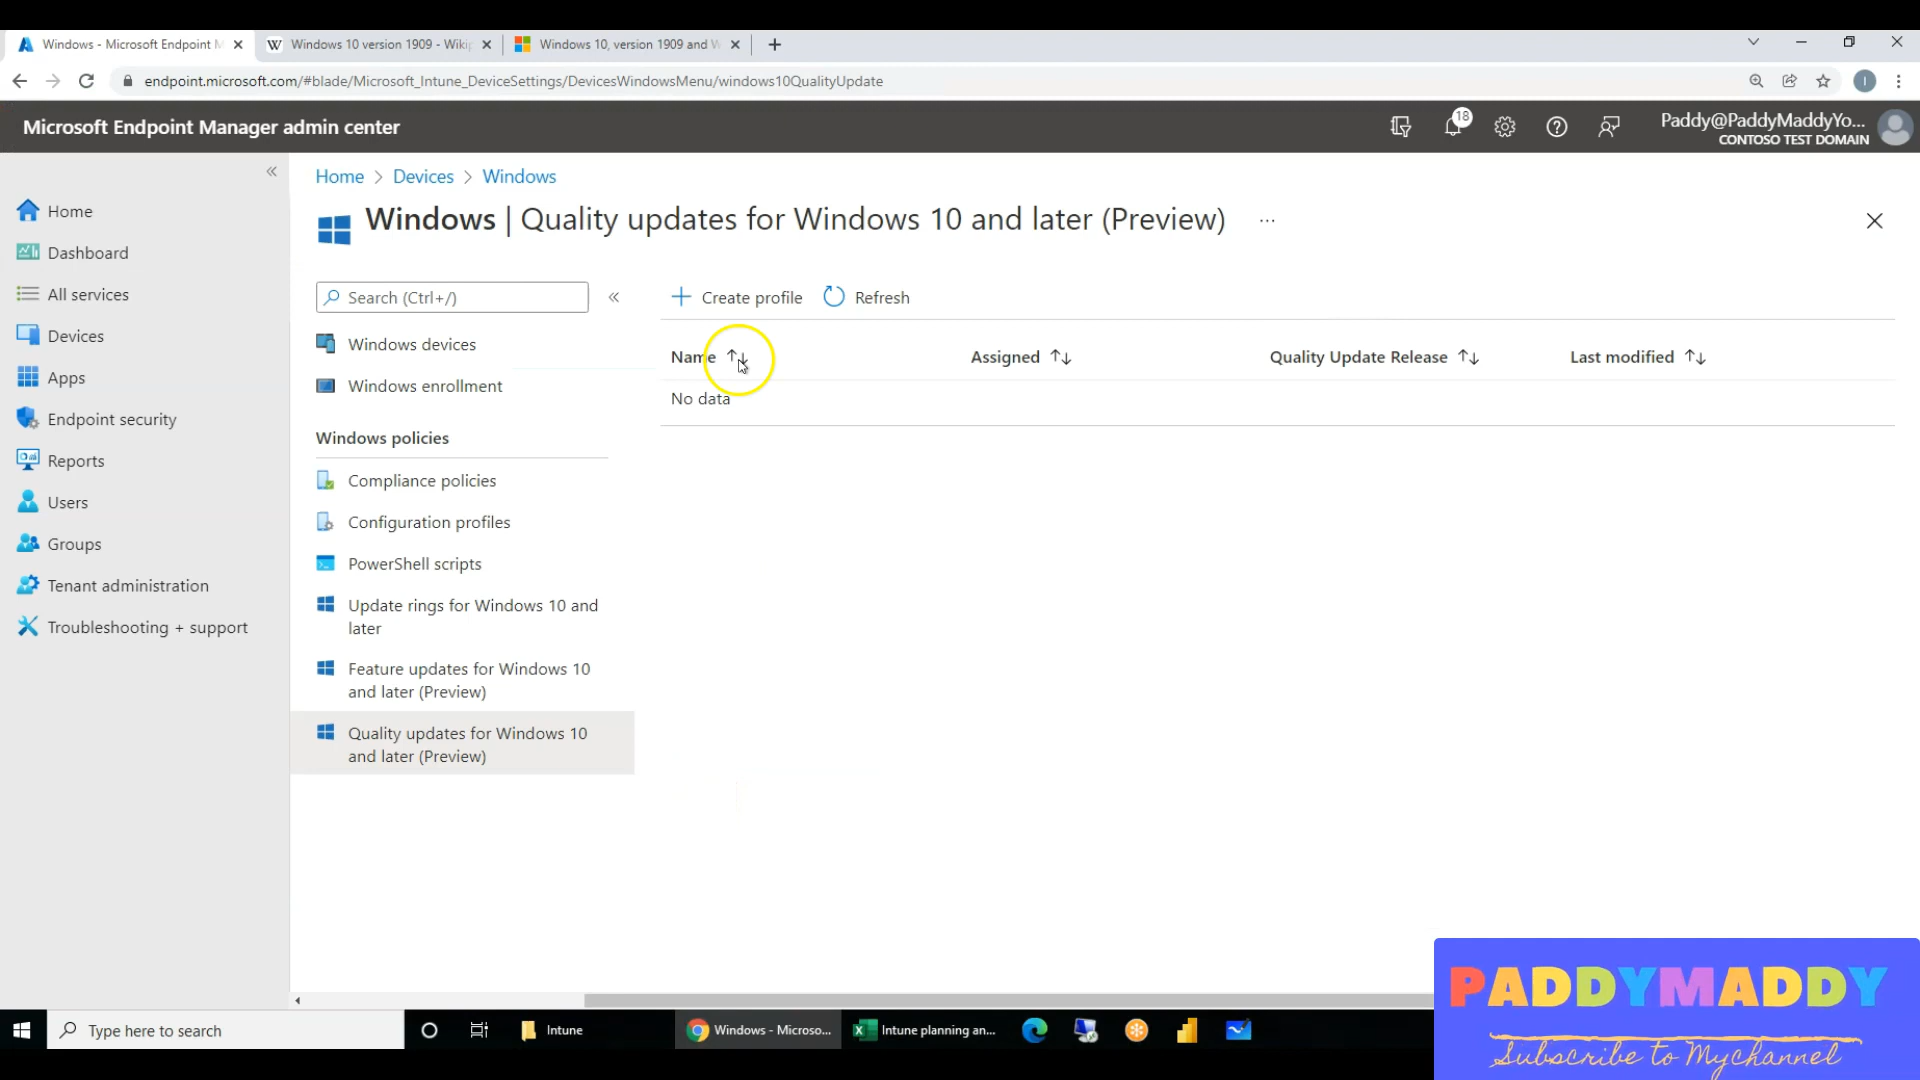 Windows - Microsoft Endpoint M
Windows 10 version 1909 - Wikip
Windows 10, version 1909 and W
endpoint.microsoft.com/#blade/Microsoft_Intune_DeviceSettings/DevicesWindowsMenu/windows10QualityUpdate
I
Microsoft Endpoint Manager admin center
18
Paddy@PaddyMaddyYo...
CONTOSO TEST DOMAIN
Home > Devices > Windows
Windows | Quality updates for Windows 10 and later (Preview) ...
Home
Dashboard
All services
Devices
Apps
Endpoint security
Reports
Users
Groups
Tenant administration
Troubleshooting + support
Search (Ctrl+/)
Windows devices
Windows enrollment
Windows policies
Compliance policies
Configuration profiles
PowerShell scripts
Update rings for Windows 10 and
later
Feature updates for Windows 10
and later (Preview)
Quality updates for Windows 10
and later (Preview)
Create profile
Refresh
Name
Assigned
Quality Update Release
Last modified
No data
Type here to search
Intune
Windows - Microso...
Intune planning an...
PADDYMADDY
Subscribe to Mychannel